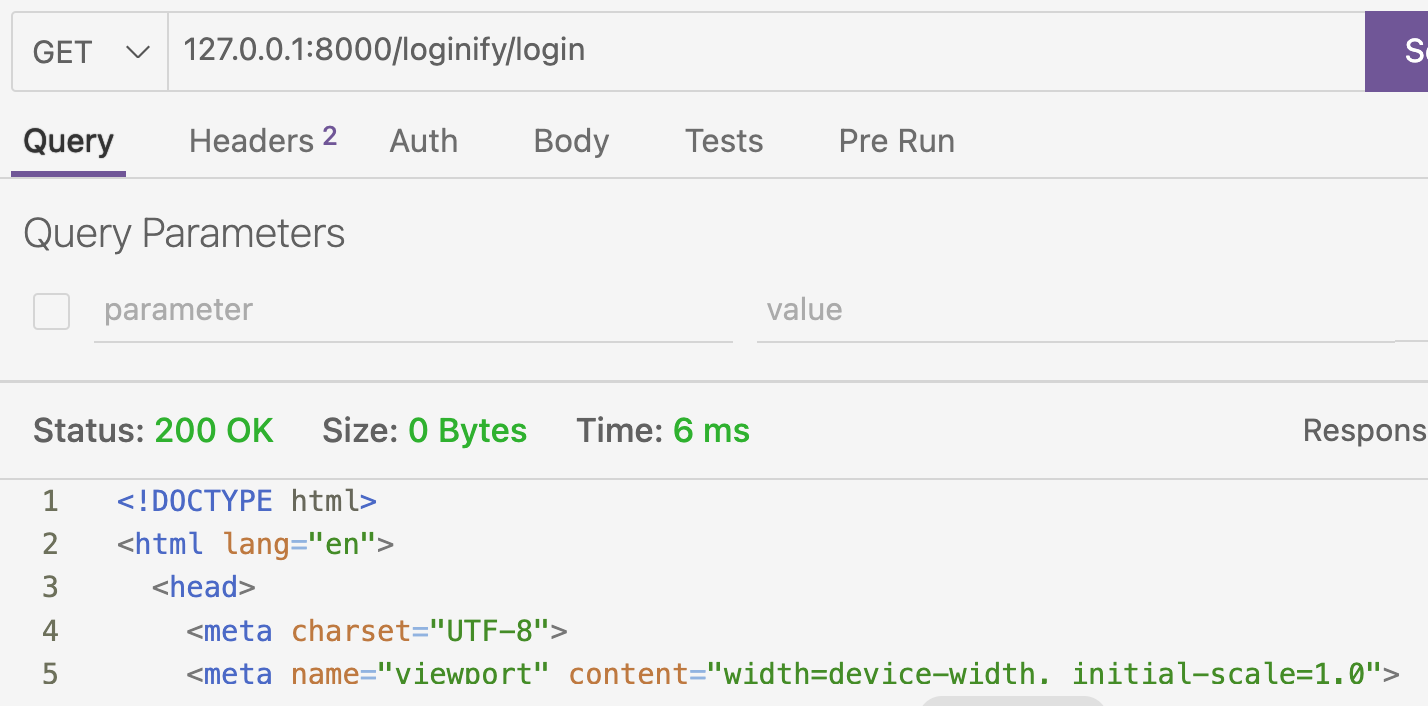 GET 127.0.0.1:8000/loginify/login
Query Headers 2 Auth Body Tests Pre Run
Query Parameters
parameter value
Status: 200 OK Size: 0 Bytes Time: 6 ms Respons
1 <!DOCTYPE html>
2 <html lang="en">
3 <head>
4 <meta charset="UTF-8">
5 <meta name="viewport" content="width=device-width, initial-scale=1.0">